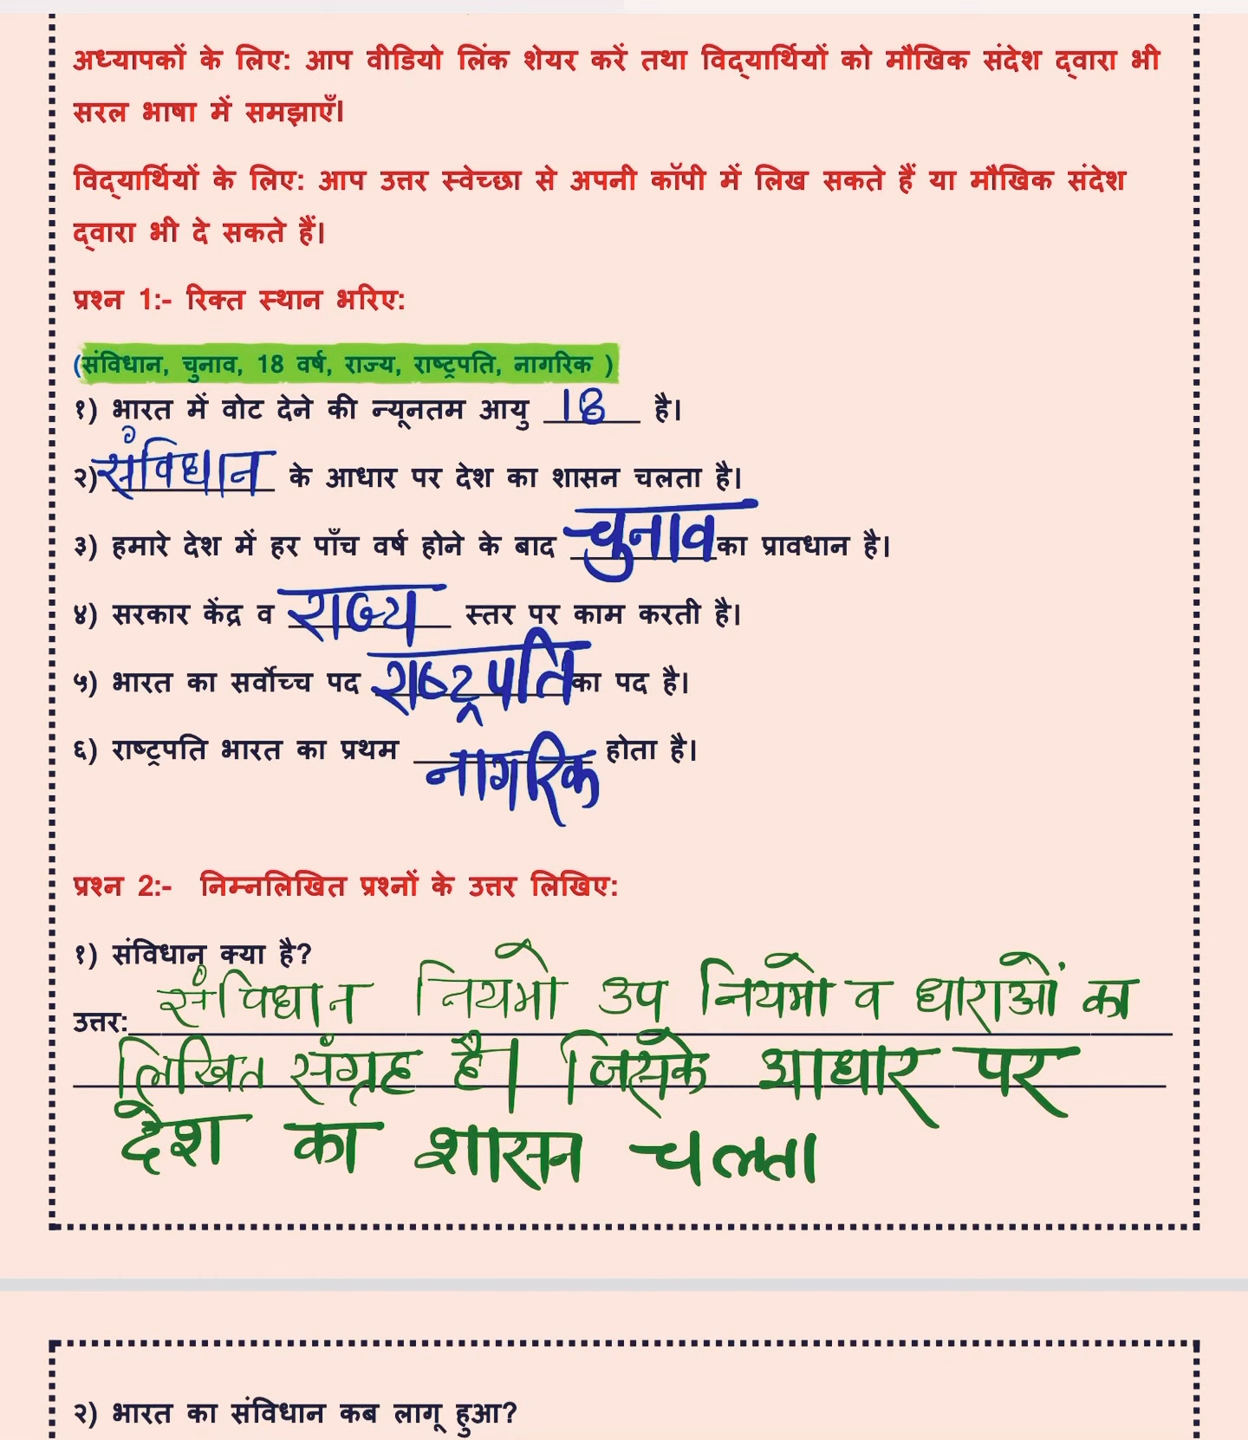 अध्यापकों के लिए: आप वीडियो लिंक शेयर करें तथा विद्यार्थियों को मौखिक संदेश द्वारा भी
सरल भाषा में समझाएँ।
विद्यार्थियों के लिए: आप उत्तर स्वेच्छा से अपनी कॉपी में लिख सकते हैं या मौखिक संदेश
द्वारा भी दे सकते हैं।
प्रश्न 1:- रिक्त स्थान भरिए:
(संविधान, चुनाव, 18 वर्ष, राज्य, राष्ट्रपति, नागरिक )
१) भारत में वोट देने की न्यूनतम आयु 18 है।
२) संविधान के आधार पर देश का शासन चलता है।
३) हमारे देश में हर पाँच वर्ष होने के बाद चुनाव का प्रावधान है।
४) सरकार केंद्र व राज्य स्तर पर काम करती है।
५) भारत का सर्वोच्च पद राष्ट्रपति का पद है।
६) राष्ट्रपति भारत का प्रथम नागरिक होता है।
प्रश्न 2:- निम्नलिखित प्रश्नों के उत्तर लिखिए:
१) संविधान क्या है?
उत्तर: संविधान नियमो उप नियमो व धाराओं का
लिखित संग्रह है। जिसके आधार पर
देश का शासन चलता
२) भारत का संविधान कब लागू हुआ?